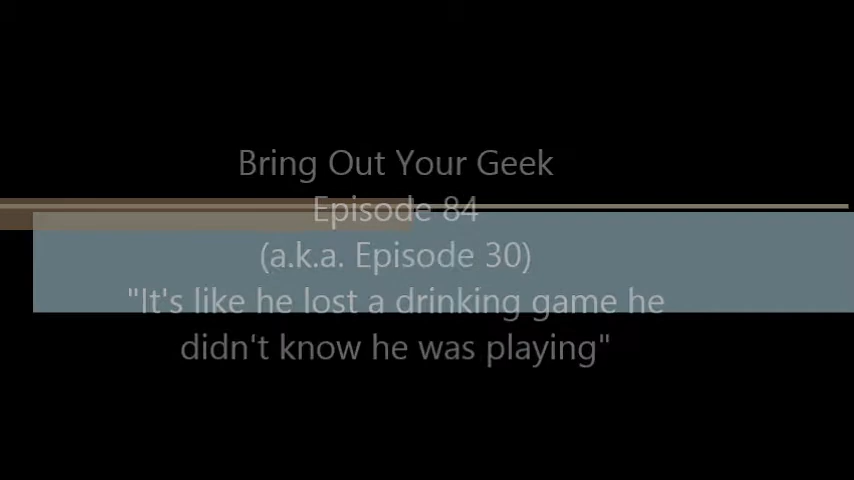 Bring Out Your Geek
Episode 84
(a.k.a. Episode 30)
"It's like he lost a drinking game he
didn't know he was playing"